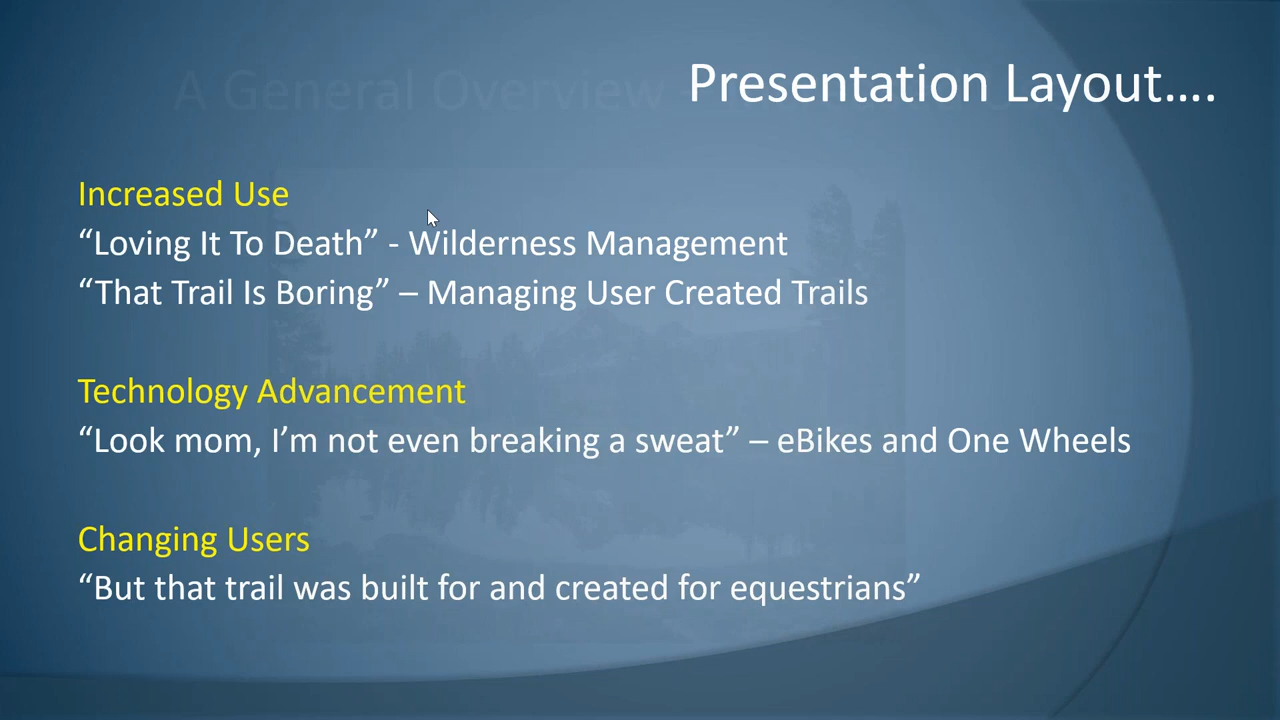 A General Overview
Presentation Layout….
Increased Use
“Loving It To Death” - Wilderness Management
“That Trail Is Boring” – Managing User Created Trails
Technology Advancement
“Look mom, I’m not even breaking a sweat” – eBikes and One Wheels
Changing Users
“But that trail was built for and created for equestrians”